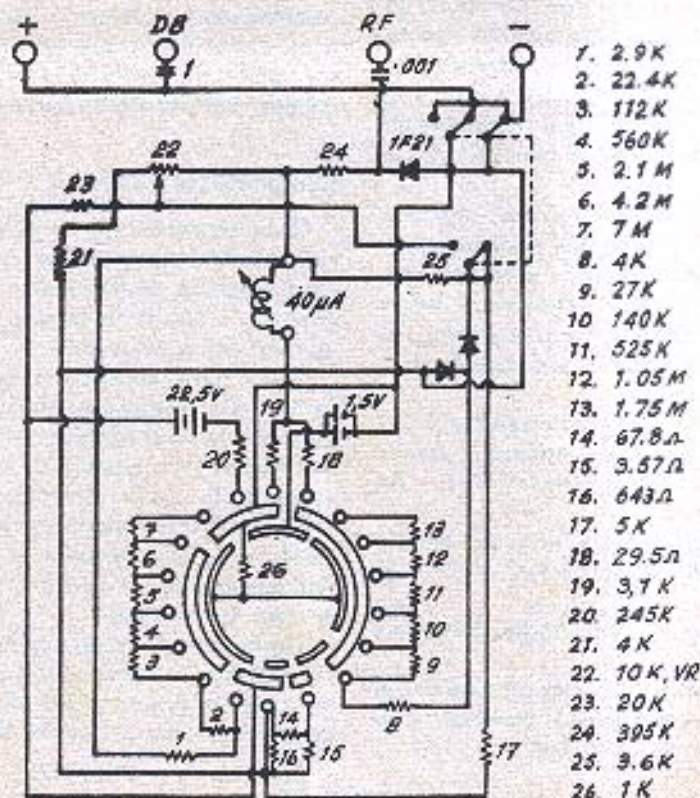 + DB RF −
1 .001
22 24 1F21
23
21 25
40µA
22,5V 19 1,5V
20 18
7 13
6 26 12
5 11
4 10
3 9
2 14 8
1 16 15 17
1. 2.9K
2. 22.4K
3. 112K
4. 560K
5. 2.1M
6. 4.2M
7. 7M
8. 4K
9. 27K
10 140K
11. 525K
12. 1.05M
13. 1.75M
14. 67.8Ω
15. 3.57Ω
16. 643Ω
17. 5K
18. 29.5Ω
19. 3,1K
20. 245K
21. 4K
22. 10K,VR
23. 20K
24. 395K
25. 3.6K
26. 1K